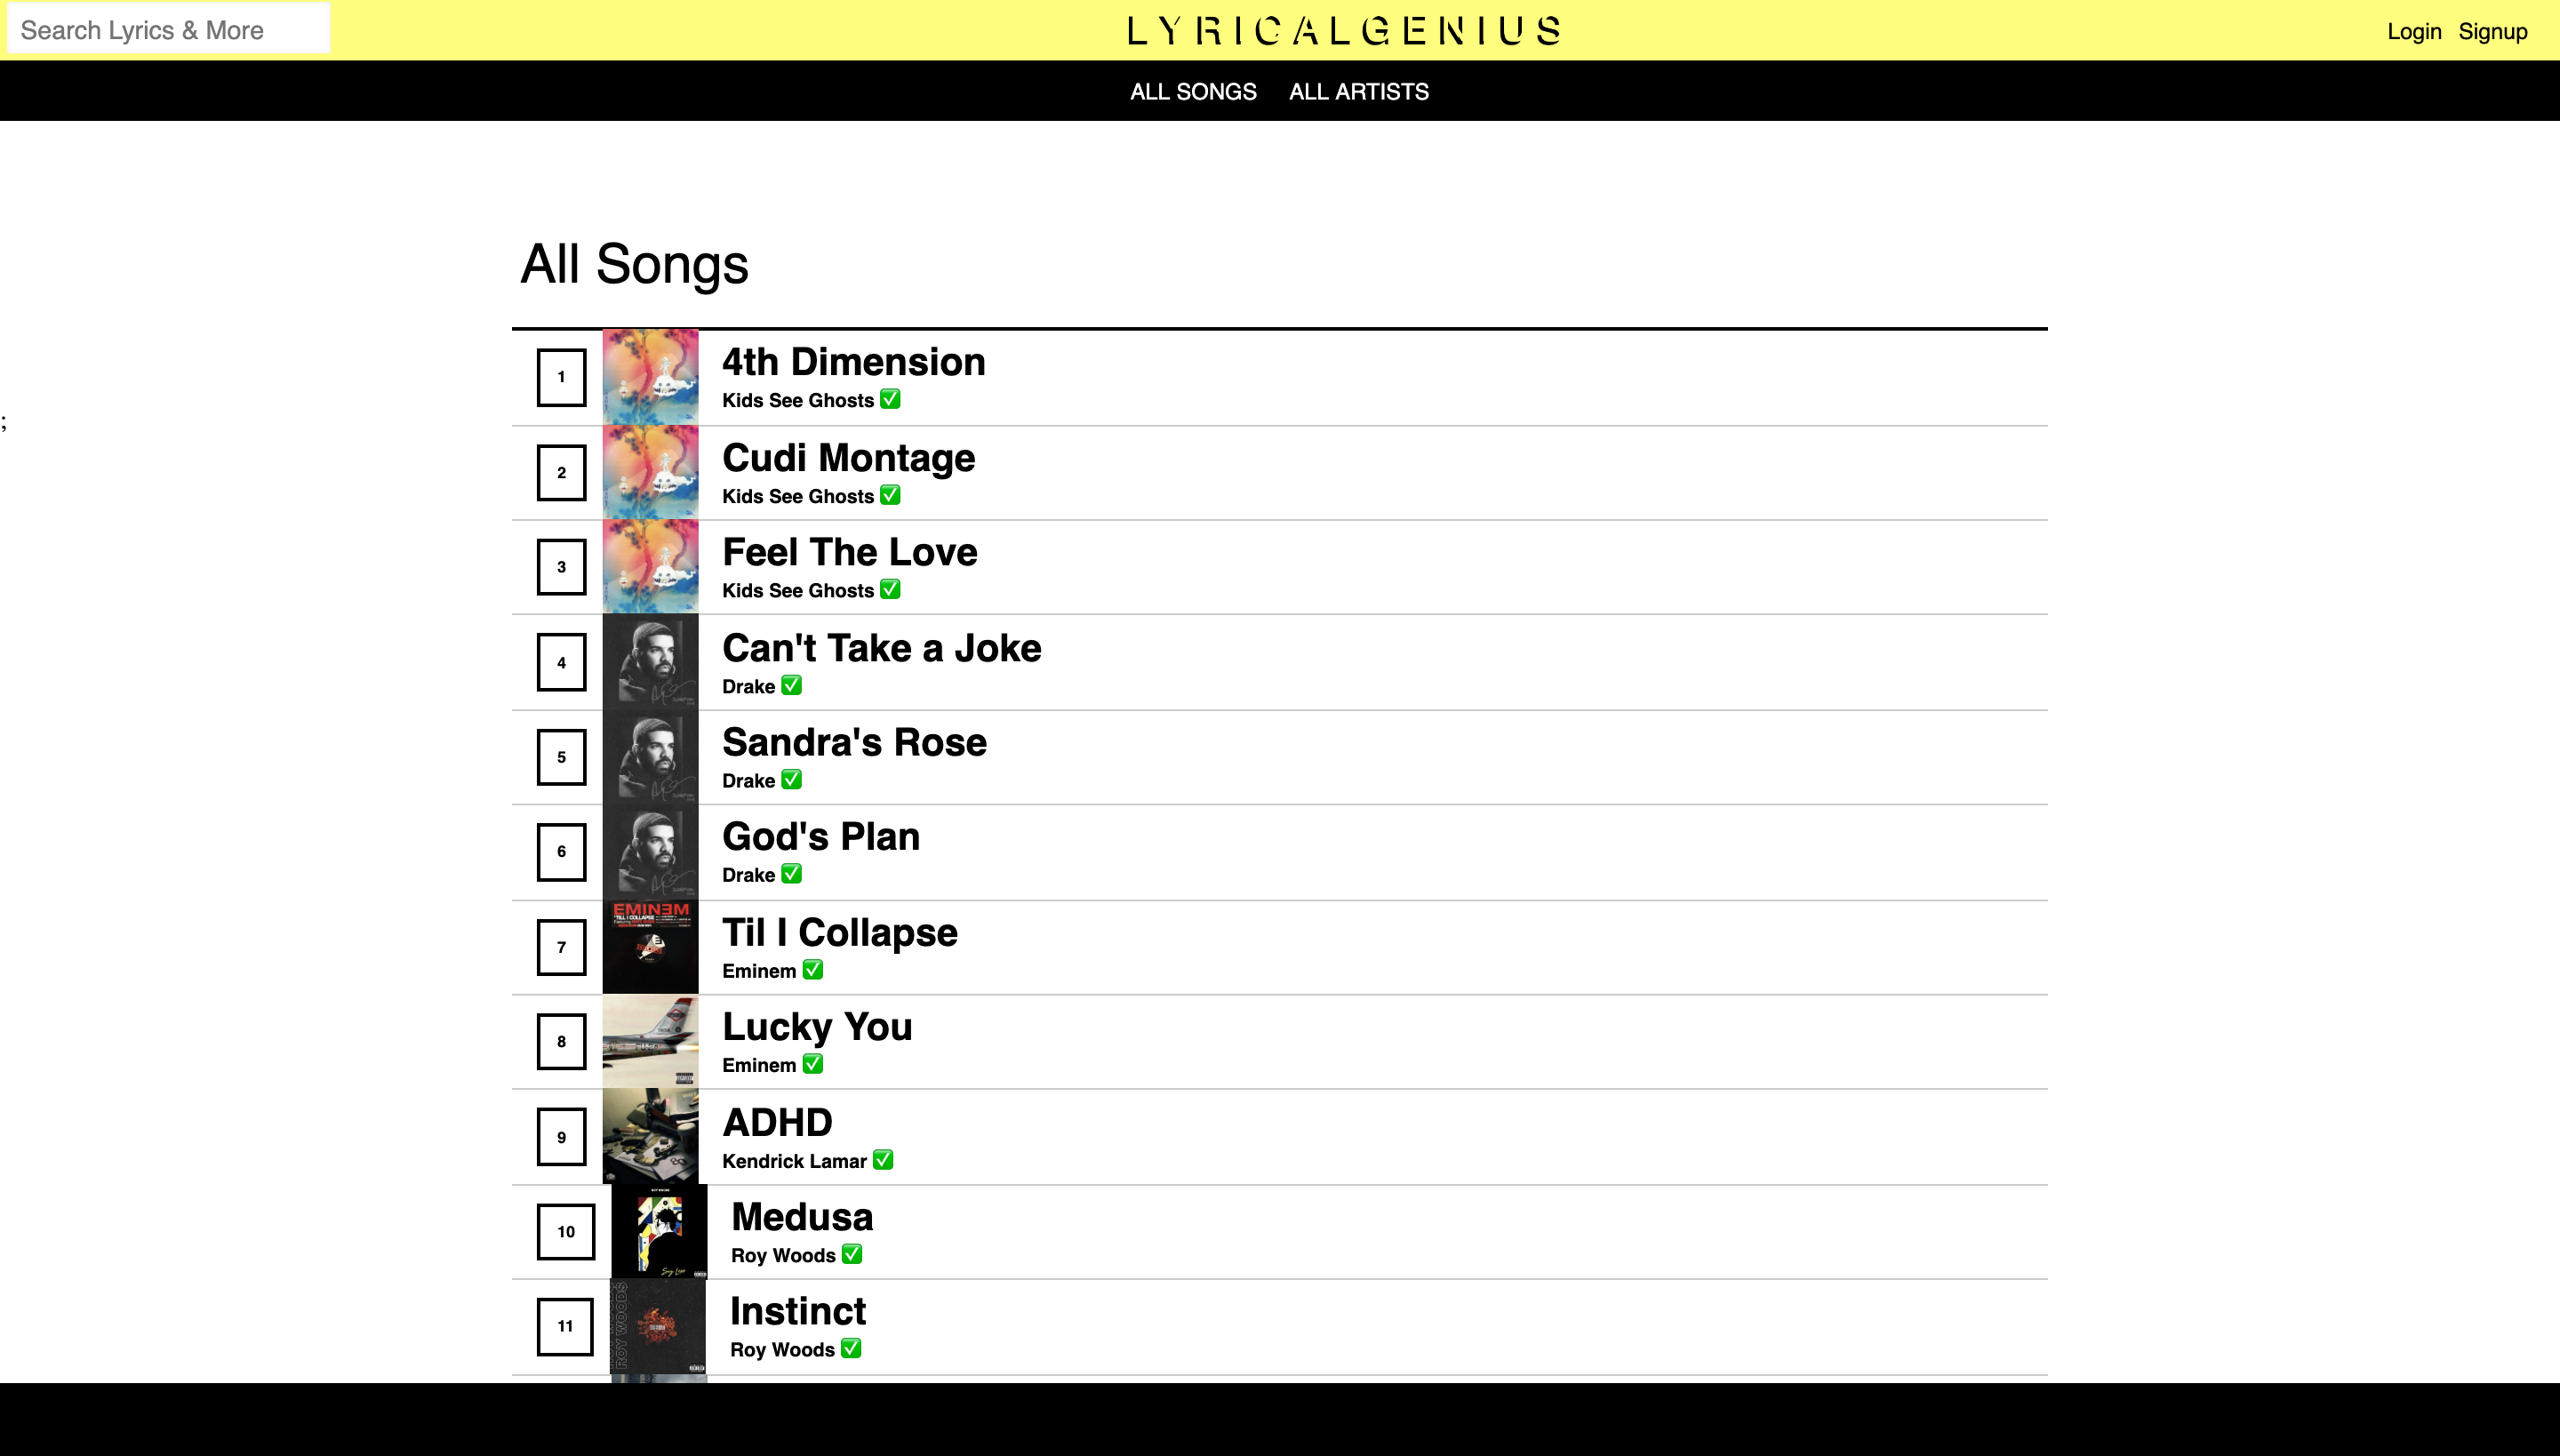 Search Lyrics & More
LYRICALGENIUS
Login Signup
ALL SONGS ALL ARTISTS
All Songs
1
4th Dimension
Kids See Ghosts ✅
;
2
Cudi Montage
Kids See Ghosts ✅
3
Feel The Love
Kids See Ghosts ✅
4
Can't Take a Joke
Drake ✅
5
Sandra's Rose
Drake ✅
6
God's Plan
Drake ✅
7
EMINEM
Til I Collapse
Eminem ✅
8
Lucky You
Eminem ✅
9
ADHD
Kendrick Lamar ✅
10
Medusa
Roy Woods ✅
11
ROY WOODS
Instinct
Roy Woods ✅